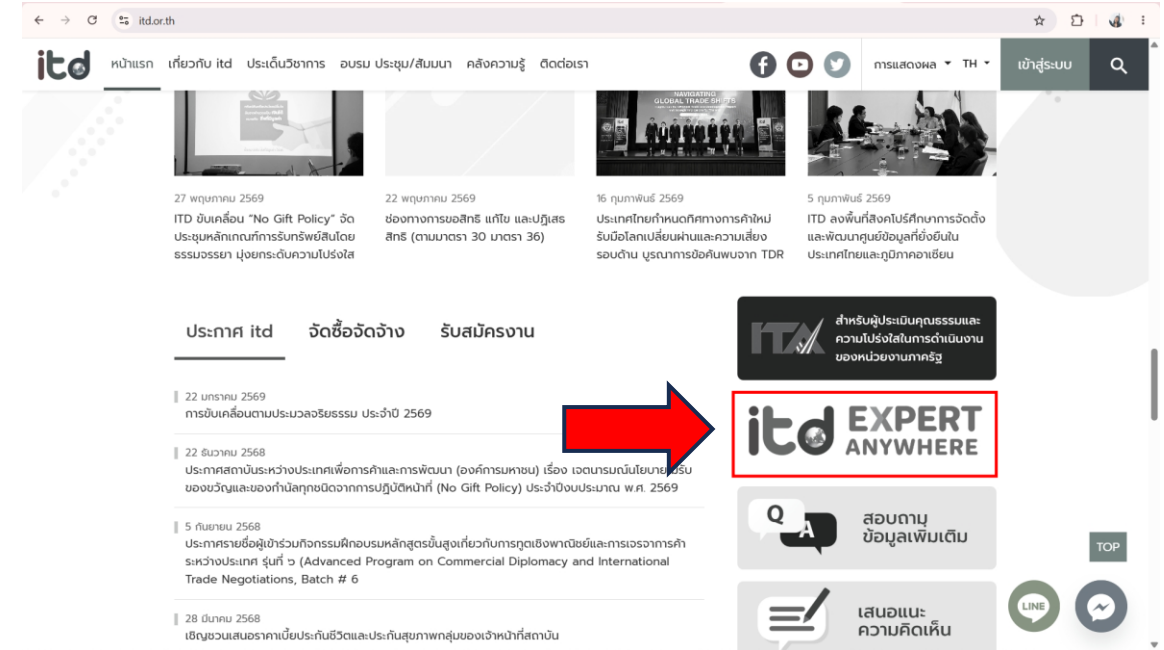 itd.or.th
itd
หน้าแรก เกี่ยวกับ itd ประเด็นวิชาการ อบรม ประชุม/สัมมนา คลังความรู้ ติดต่อเรา
การแสดงผล TH
เข้าสู่ระบบ
NAVIGATING
GLOBAL TRADE SHIFTS
27 พฤษภาคม 2569
ITD ขับเคลื่อน “No Gift Policy” จัด
ประชุมหลักเกณฑ์การรับทรัพย์สินโดย
ธรรมจรรยา มุ่งยกระดับความโปร่งใส
22 พฤษภาคม 2569
ช่องทางการขอสิทธิ แก้ไข และปฏิเสธ
สิทธิ (ตามมาตรา 30 มาตรา 36)
16 กุมภาพันธ์ 2569
ประเทศไทยกำหนดทิศทางการค้าใหม่
รับมือโลกเปลี่ยนผ่านและความเสี่ยง
รอบด้าน บูรณาการข้อค้นพบจาก TDR
5 กุมภาพันธ์ 2569
ITD ลงพื้นที่สิงคโปร์ศึกษาการจัดตั้ง
และพัฒนาศูนย์ข้อมูลที่ยั่งยืนใน
ประเทศไทยและภูมิภาคอาเซียน
ประกาศ itd จัดซื้อจัดจ้าง รับสมัครงาน
22 มกราคม 2569
การขับเคลื่อนตามประมวลจริยธรรม ประจำปี 2569
22 ธันวาคม 2568
ประกาศสถาบันระหว่างประเทศเพื่อการค้าและการพัฒนา (องค์การมหาชน) เรื่อง เจตนารมณ์นโยบาย
ของขวัญและของกำนัลทุกชนิดจากการปฏิบัติหน้าที่ (No Gift Policy) ประจำปีงบประมาณ พ.ศ. 2569
5 กันยายน 2568
ประกาศรายชื่อผู้เข้าร่วมกิจกรรมฝึกอบรมหลักสูตรขั้นสูงเกี่ยวกับการทูตเชิงพาณิชย์และการเจรจาการค้า
ระหว่างประเทศ รุ่นที่ ๖ (Advanced Program on Commercial Diplomacy and International
Trade Negotiations, Batch # 6
28 มีนาคม 2568
เชิญชวนเสนอราคาเบี้ยประกันชีวิตและประกันสุขภาพกลุ่มของเจ้าหน้าที่สถาบัน
ITA
สำหรับผู้ประเมินคุณธรรมและ
ความโปร่งใสในการดำเนินงาน
ของหน่วยงานภาครัฐ
itd EXPERT
ANYWHERE
Q A
สอบถาม
ข้อมูลเพิ่มเติม
เสนอแนะ
ความคิดเห็น
TOP
LINE